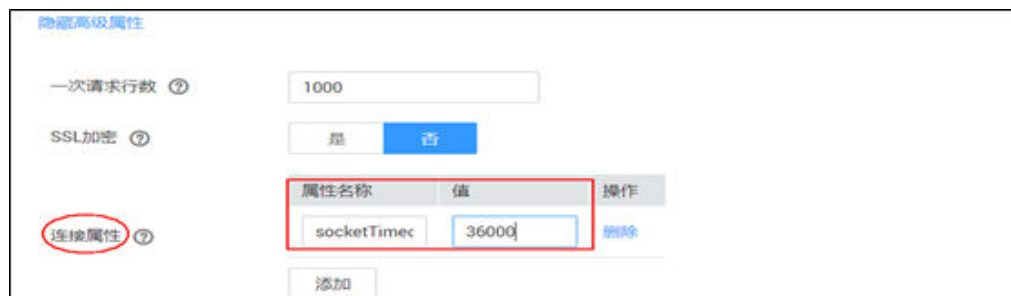 隐藏高级属性
一次请求行数
1000
SSL加密
是
否
属性名称
值
操作
连接属性
socketTimec
36000
删除
添加